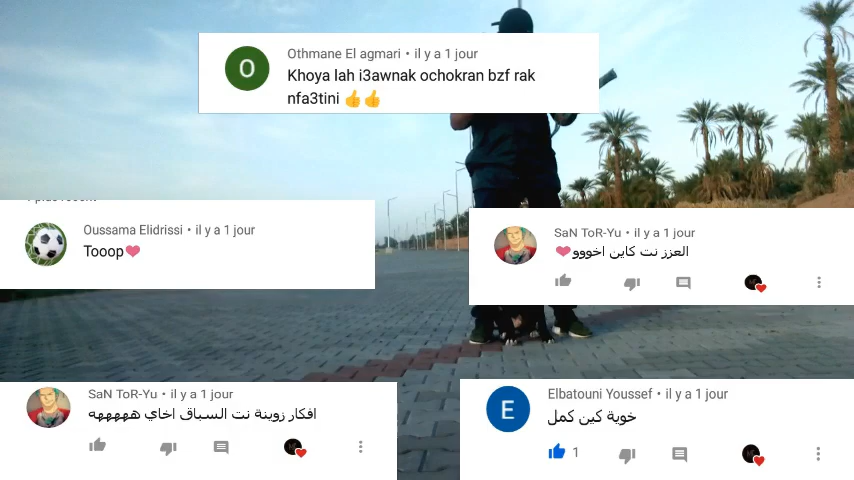 Othmane El agmari • il y a 1 jour
Khoya lah i3awnak ochokran bzf rak
nfa3tini 👍👍
Oussama Elidrissi • il y a 1 jour
Tooop❤
SaN ToR-Yu • il y a 1 jour
العزز نت كاين اخووو❤
SaN ToR-Yu • il y a 1 jour
افكار زوينة نت السباق اخاي هههههه
Elbatouni Youssef • il y a 1 jour
خوية كين كمل
1